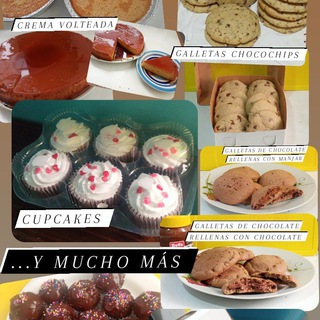 CREMA VOLTEADA
GALLETAS CHOCOCHIPS
GALLETAS DE CHOCOLATE
RELLENAS CON MANJAR
CUPCAKES
GALLETAS DE CHOCOLATE
RELLENAS CON CHOCOLATE
...Y MUCHO MÁS